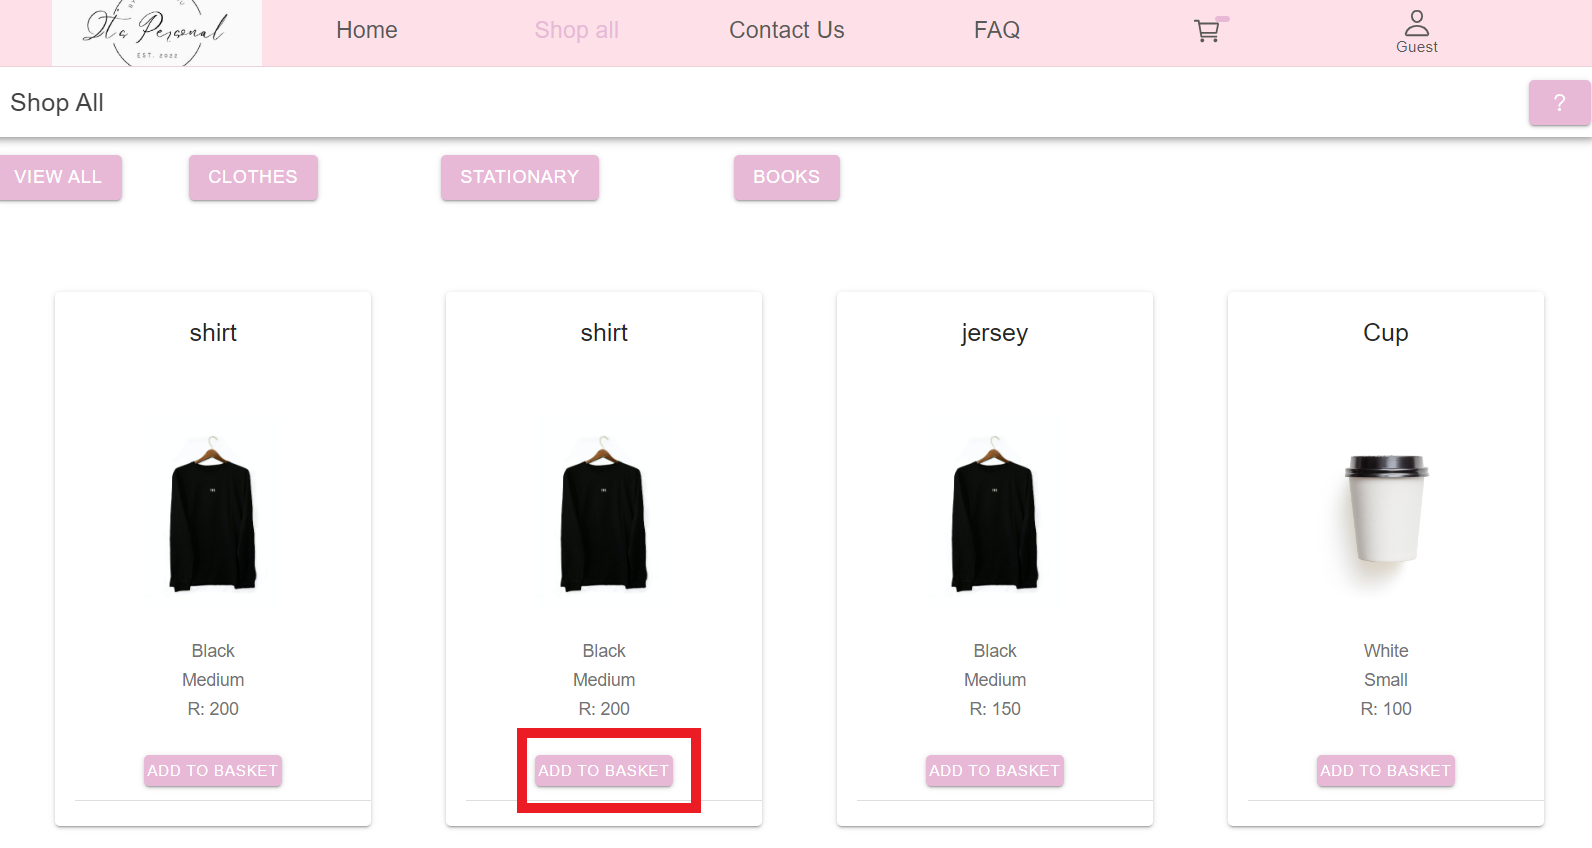 It's Personal
EST. 2022
Home
Shop all
Contact Us
FAQ
Guest
Shop All
?
VIEW ALL
CLOTHES
STATIONARY
BOOKS
shirt
Black
Medium
R: 200
ADD TO BASKET
shirt
Black
Medium
R: 200
ADD TO BASKET
jersey
Black
Medium
R: 150
ADD TO BASKET
Cup
White
Small
R: 100
ADD TO BASKET